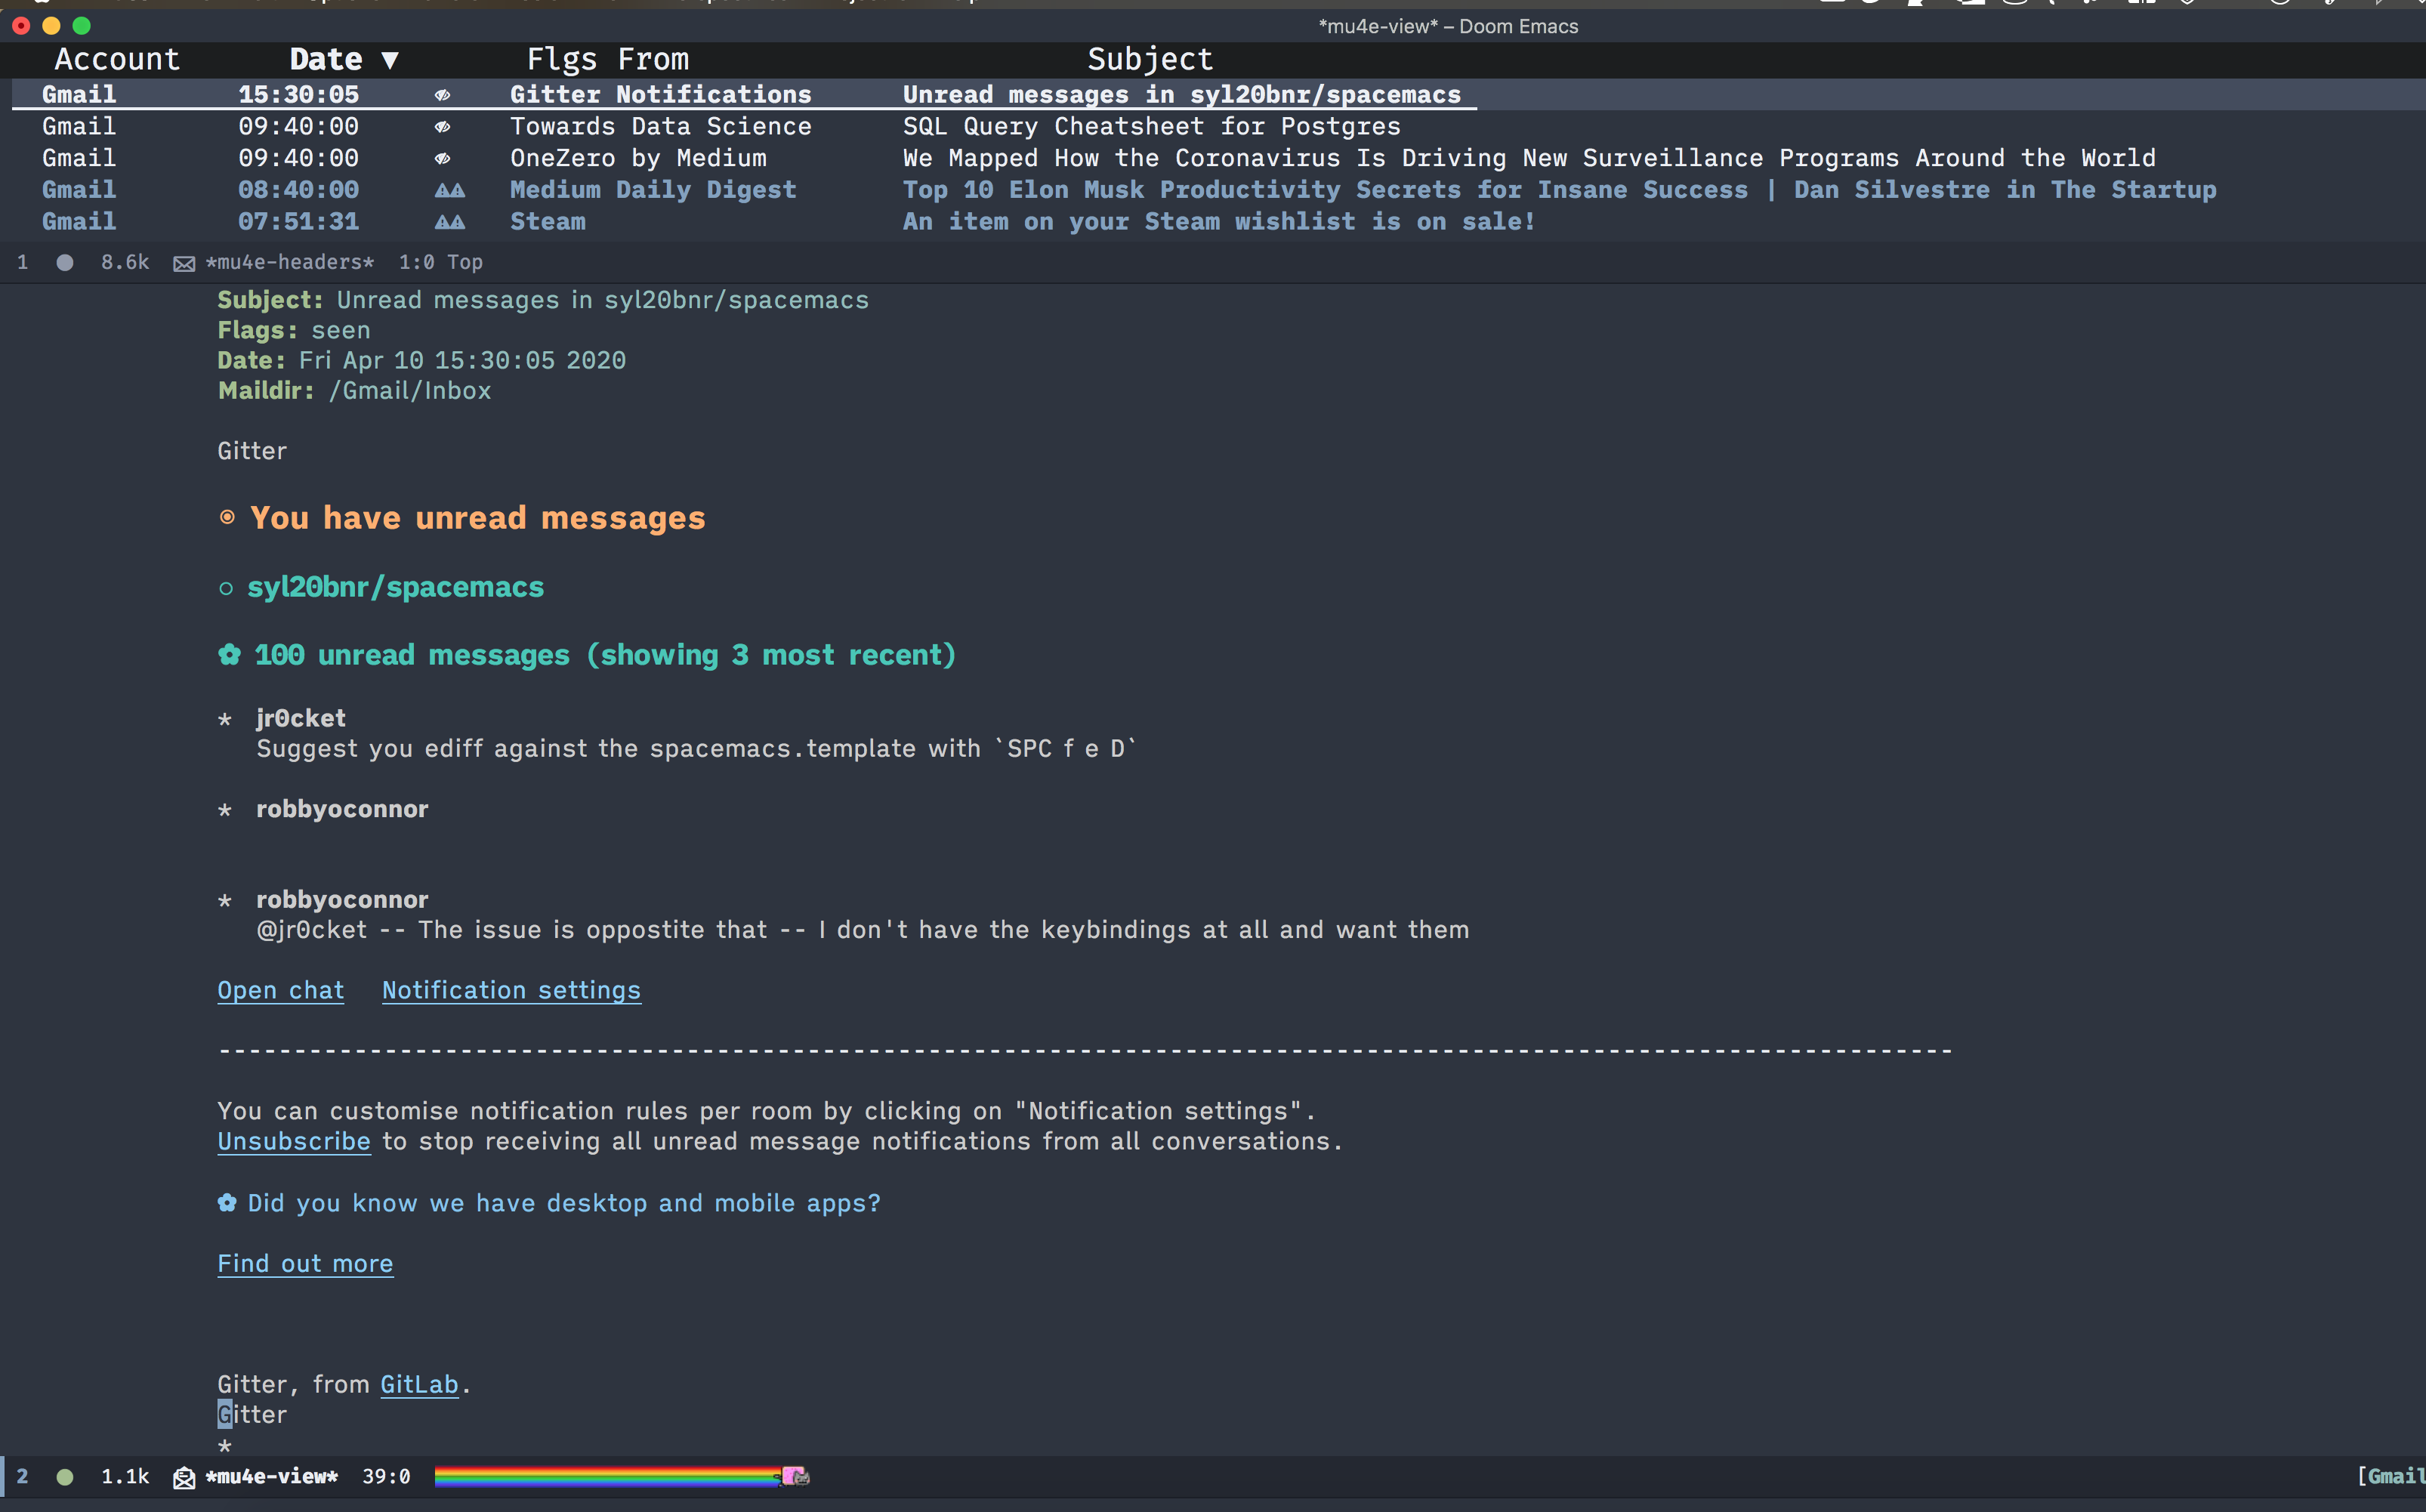 *mu4e-view* – Doom Emacs
Account Date ▼ Flgs From Subject
Gmail 15:30:05 Gitter Notifications Unread messages in syl20bnr/spacemacs
Gmail 09:40:00 Towards Data Science SQL Query Cheatsheet for Postgres
Gmail 09:40:00 OneZero by Medium We Mapped How the Coronavirus Is Driving New Surveillance Programs Around the World
Gmail 08:40:00 Medium Daily Digest Top 10 Elon Musk Productivity Secrets for Insane Success | Dan Silvestre in The Startup
Gmail 07:51:31 Steam An item on your Steam wishlist is on sale!
1 8.6k *mu4e-headers* 1:0 Top
Subject: Unread messages in syl20bnr/spacemacs
Flags: seen
Date: Fri Apr 10 15:30:05 2020
Maildir: /Gmail/Inbox
Gitter
You have unread messages
syl20bnr/spacemacs
100 unread messages (showing 3 most recent)
* jr0cket
Suggest you ediff against the spacemacs.template with `SPC f e D`
* robbyoconnor
* robbyoconnor
@jr0cket -- The issue is oppostite that -- I don't have the keybindings at all and want them
Open chat Notification settings
--------------------------------------------------------------------------------------------------------------------
You can customise notification rules per room by clicking on "Notification settings".
Unsubscribe to stop receiving all unread message notifications from all conversations.
Did you know we have desktop and mobile apps?
Find out more
Gitter, from GitLab.
Gitter
*
2 1.1k *mu4e-view* 39:0 [Gmail